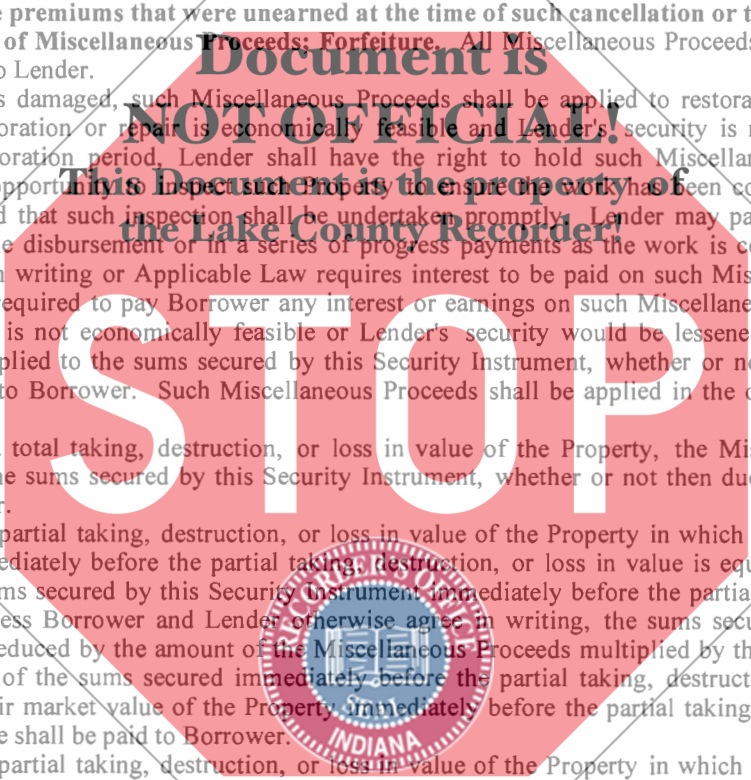 e premiums that were unearned at the time of such cancellation or
of Miscellaneous Proceeds; Forfeiture. All Miscellaneous Proceeds
o Lender.
s damaged, such Miscellaneous Proceeds shall be applied to restora
oration or repair is economically feasible and Lender's security is
oration period, Lender shall have the right to hold such Miscellan
pportunity to inspect such Property to ensure the work has been co
d that such inspection shall be undertaken promptly. Lender may pa
e disbursement or in a series of progress payments as the work is c
writing or Applicable Law requires interest to be paid on such Mis
equired to pay Borrower any interest or earnings on such Miscellane
is not economically feasible or Lender's security would be lessene
plied to the sums secured by this Security Instrument, whether or no
to Borrower. Such Miscellaneous Proceeds shall be applied in the
total taking, destruction, or loss in value of the Property, the Mis
e sums secured by this Security Instrument, whether or not then due
r.
partial taking, destruction, or loss in value of the Property in which
ediately before the partial taking, destruction, or loss in value is equ
ms secured by this Security Instrument immediately before the partia
ess Borrower and Lender otherwise agree in writing, the sums secu
educed by the amount of the Miscellaneous Proceeds multiplied by th
of the sums secured immediately before the partial taking, destruct
ir market value of the Property immediately before the partial taking
e shall be paid to Borrower.
partial taking, destruction, or loss in value of the Property in which
Document is
NOT OFFICIAL!
This Document is the property of
the Lake County Recorder!
STOP
RECORDER'S OFFICE
SEAL
INDIANA